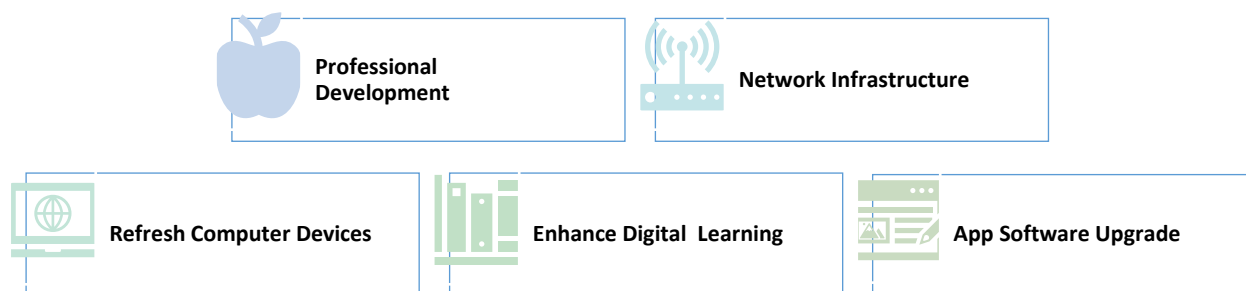 Professional
Development
Network Infrastructure
Refresh Computer Devices
Enhance Digital  Learning
App Software Upgrade